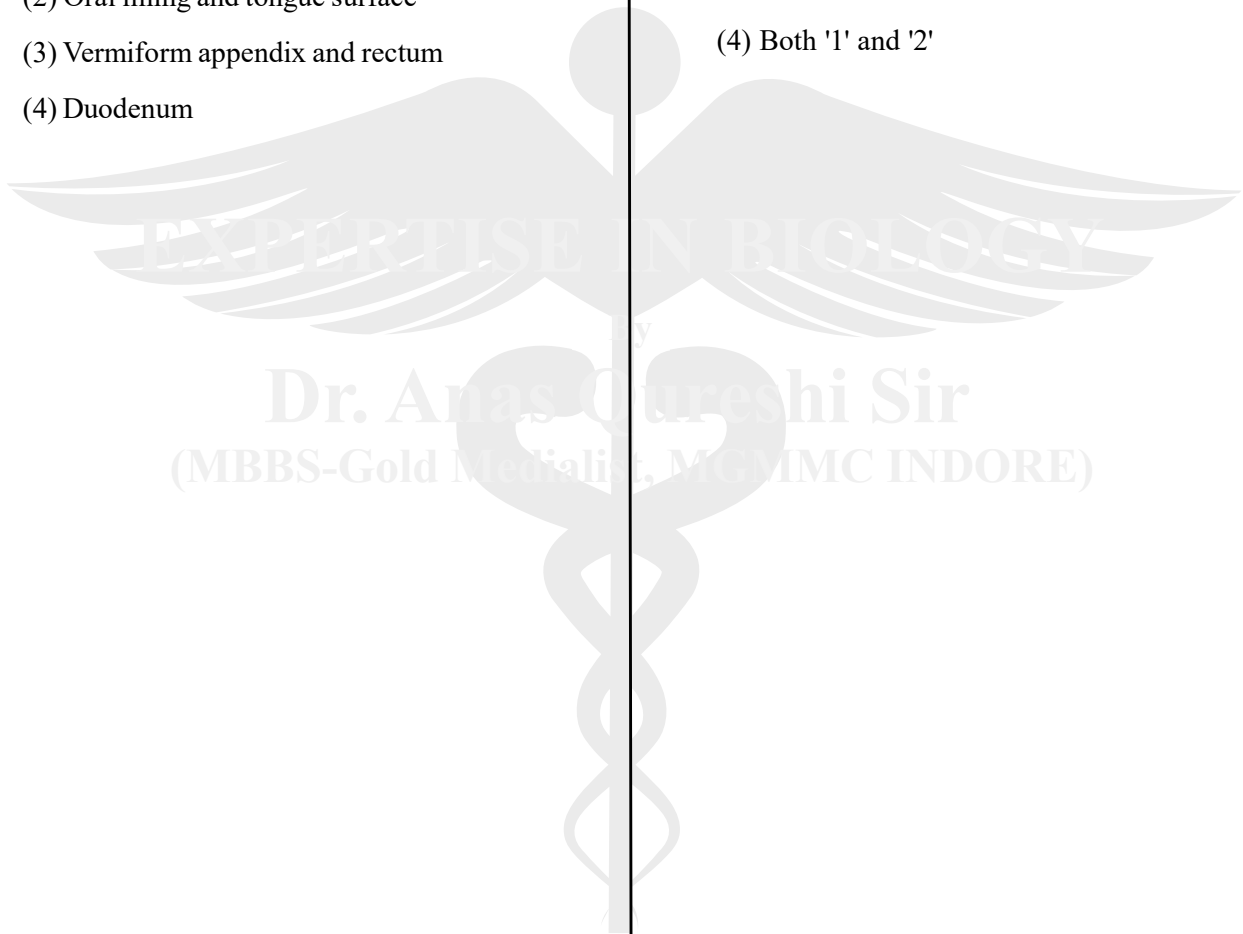 (2) Oral lining and tongue surface
(3) Vermiform appendix and rectum
(4) Duodenum
(4) Both '1' and '2'
EXPERTISE IN BIOLOGY
By
Dr. Anas Qureshi Sir
(MBBS-Gold Medialist, MGMMC INDORE)